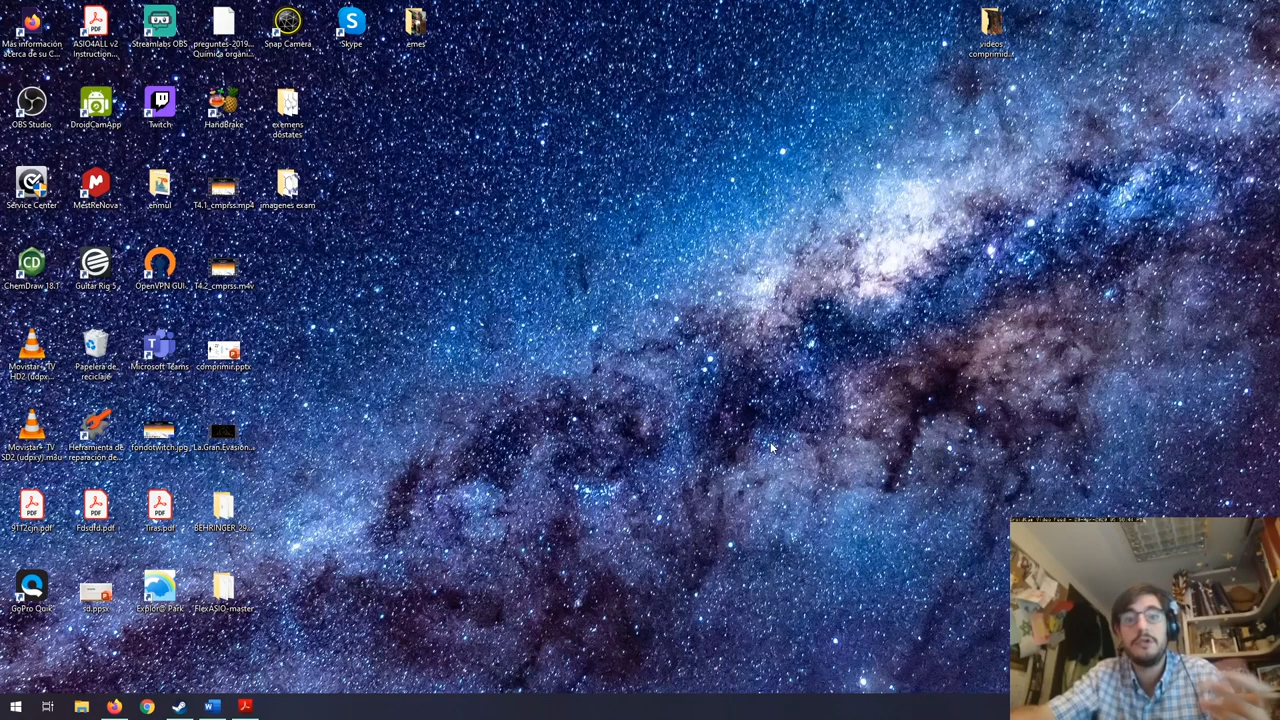 Más información
acerca de su C...
ASIO4ALL v2
Instruction...
Streamlabs OBS
preguntes-2019...
Química orgàni...
Snap Camera
Skype
emes
videos
comprimid...
OBS Studio
DroidCamApp
Twitch
HandBrake
exemens
dostates
Service Center
MestReNova
enmul
T4.1_cmprss.mp4
imagenes exam
ChemDraw 18.1
Guitar Rig 5
OpenVPN GUI
T4.2_cmprss.m4v
Movistar+ TV
HD2 (udpx...
Papelera de
reciclaje
Microsoft Teams
comprimir.pptx
Movistar+ TV
SD2 (udpxy).m3u
Herramienta de
reparación de...
fondotwitch.jpg
La.Gran.Evasion...
9TT2cjn.pdf
Fdsdfd.pdf
Tiras.pdf
BEHRINGER_29...
GoPro Quik
sd.ppsx
Explor@ Park
FlexASIO-master